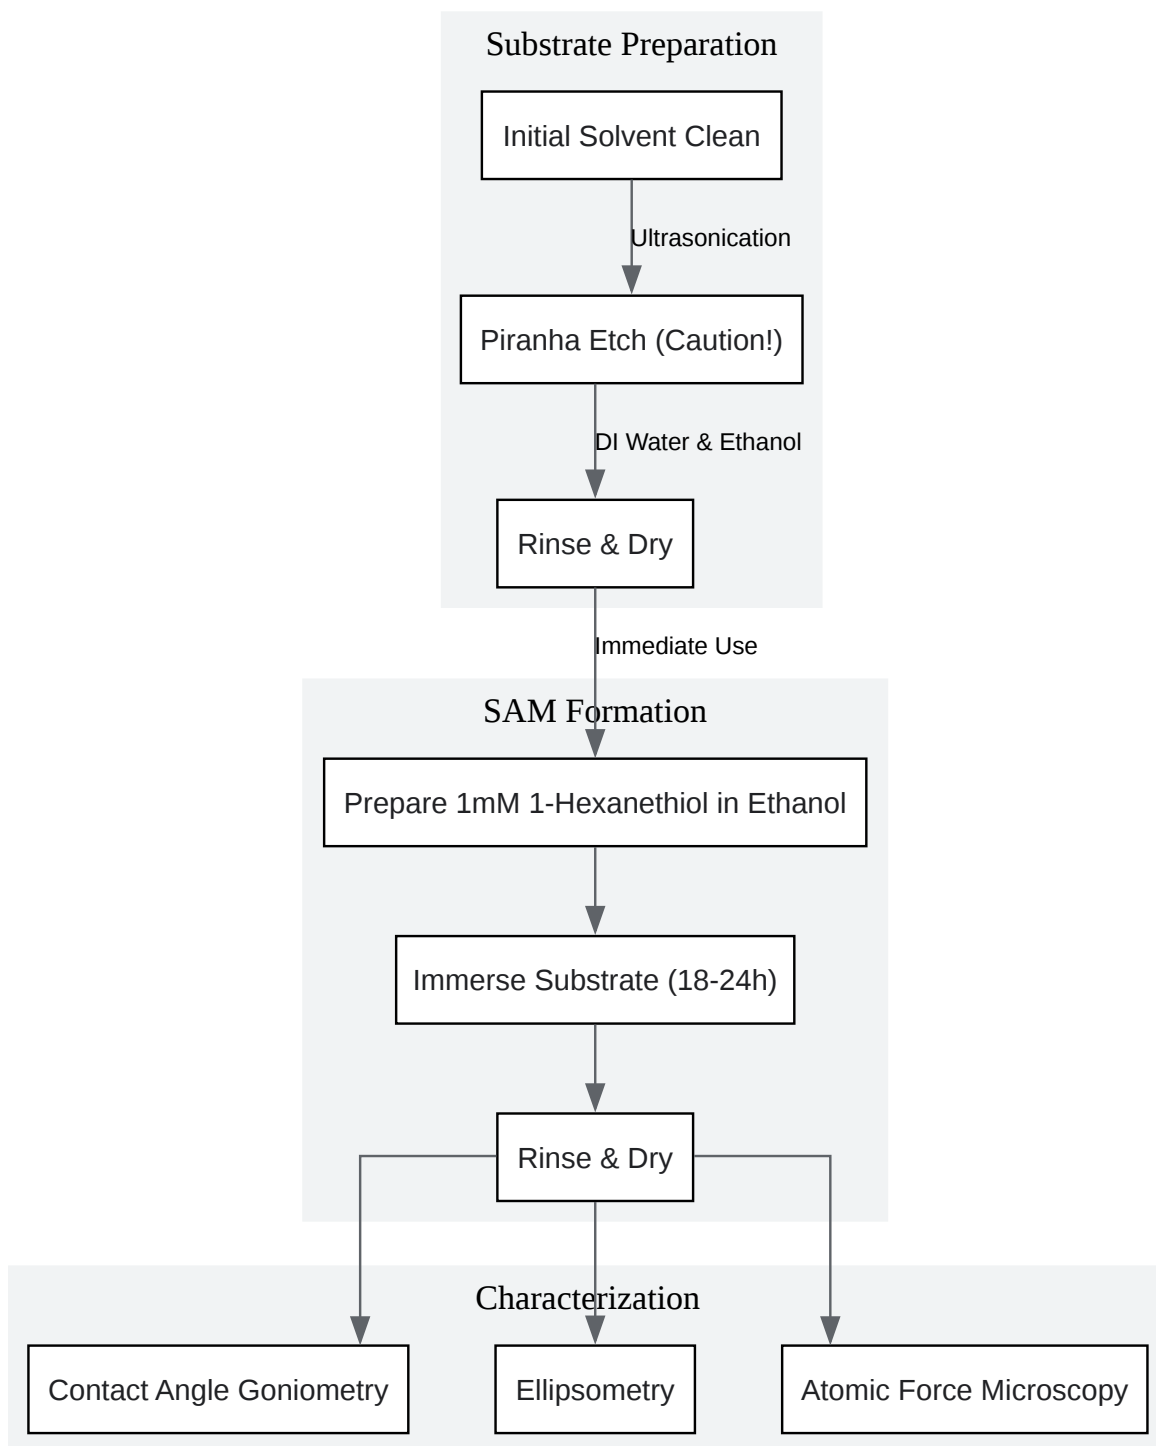 Substrate Preparation
Initial Solvent Clean
Ultrasonication
Piranha Etch (Caution!)
DI Water & Ethanol
Rinse & Dry
Immediate Use
SAM Formation
Prepare 1mM 1-Hexanethiol in Ethanol
Immerse Substrate (18-24h)
Rinse & Dry
Characterization
Contact Angle Goniometry
Ellipsometry
Atomic Force Microscopy